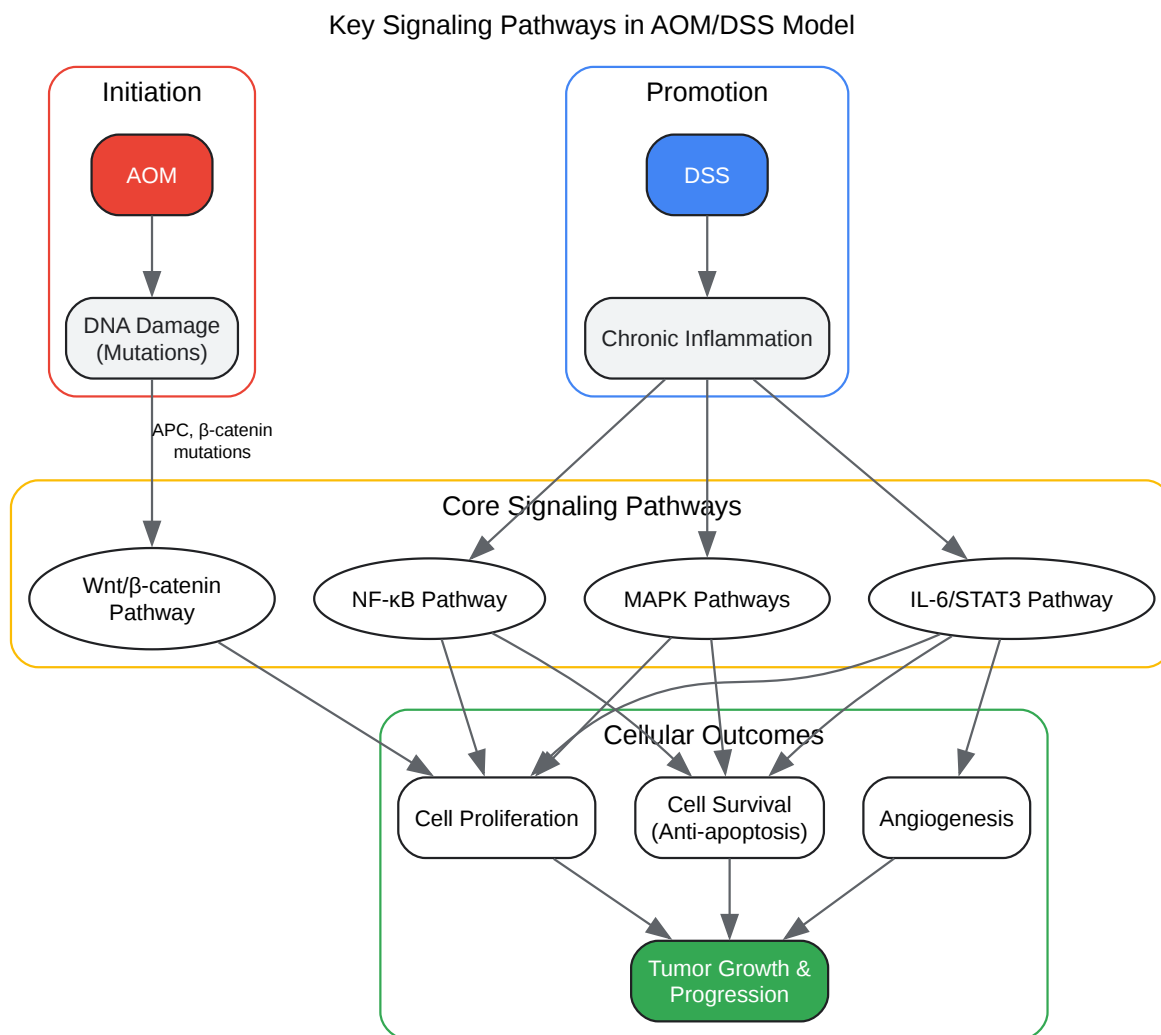 Key Signaling Pathways in AOM/DSS Model
Initiation
Promotion
AOM
DSS
DNA Damage
(Mutations)
Chronic Inflammation
APC, β-catenin
mutations
Core Signaling Pathways
Wnt/β-catenin
Pathway
NF-κB Pathway
MAPK Pathways
IL-6/STAT3 Pathway
Cellular Outcomes
Cell Proliferation
Cell Survival
(Anti-apoptosis)
Angiogenesis
Tumor Growth &
Progression